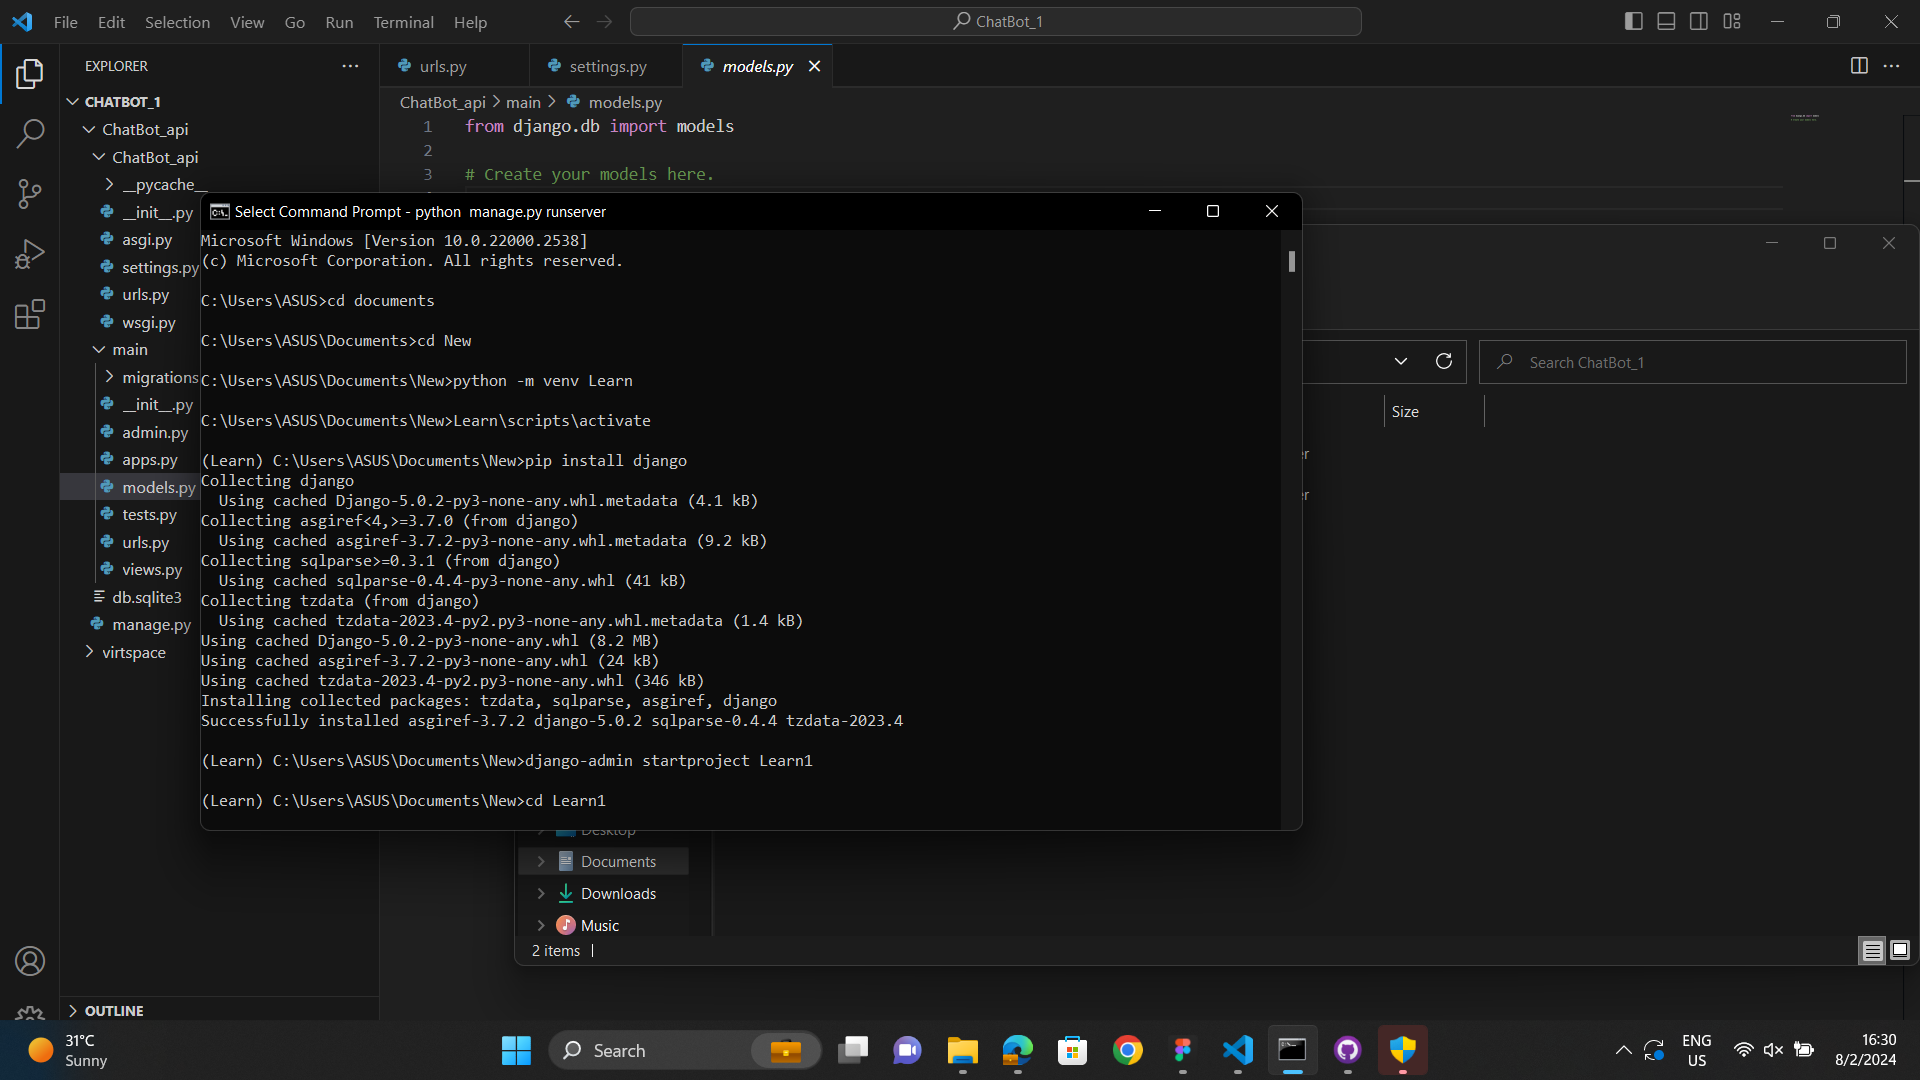 File Edit Selection View Go Run Terminal Help
ChatBot_1
EXPLORER
urls.py
settings.py
models.py
CHATBOT_1
ChatBot_api > main > models.py
ChatBot_api
ChatBot_api
__pycache__
__init__.py
asgi.py
settings.py
urls.py
wsgi.py
main
migrations
__init__.py
admin.py
apps.py
models.py
tests.py
urls.py
views.py
db.sqlite3
manage.py
virtspace
OUTLINE
1 from django.db import models
2
3 # Create your models here.
Select Command Prompt - python  manage.py runserver
Microsoft Windows [Version 10.0.22000.2538]
(c) Microsoft Corporation. All rights reserved.
C:\Users\ASUS>cd documents
C:\Users\ASUS\Documents>cd New
C:\Users\ASUS\Documents\New>python -m venv Learn
C:\Users\ASUS\Documents\New>Learn\scripts\activate
(Learn) C:\Users\ASUS\Documents\New>pip install django
Collecting django
  Using cached Django-5.0.2-py3-none-any.whl.metadata (4.1 kB)
Collecting asgiref<4,>=3.7.0 (from django)
  Using cached asgiref-3.7.2-py3-none-any.whl.metadata (9.2 kB)
Collecting sqlparse>=0.3.1 (from django)
  Using cached sqlparse-0.4.4-py3-none-any.whl (41 kB)
Collecting tzdata (from django)
  Using cached tzdata-2023.4-py2.py3-none-any.whl.metadata (1.4 kB)
Using cached Django-5.0.2-py3-none-any.whl (8.2 MB)
Using cached asgiref-3.7.2-py3-none-any.whl (24 kB)
Using cached tzdata-2023.4-py2.py3-none-any.whl (346 kB)
Installing collected packages: tzdata, sqlparse, asgiref, django
Successfully installed asgiref-3.7.2 django-5.0.2 sqlparse-0.4.4 tzdata-2023.4
(Learn) C:\Users\ASUS\Documents\New>django-admin startproject Learn1
(Learn) C:\Users\ASUS\Documents\New>cd Learn1
Search ChatBot_1
Size
er
er
Desktop
Documents
Downloads
Music
2 items
31°C
Sunny
Search
ENG
US
16:30
8/2/2024